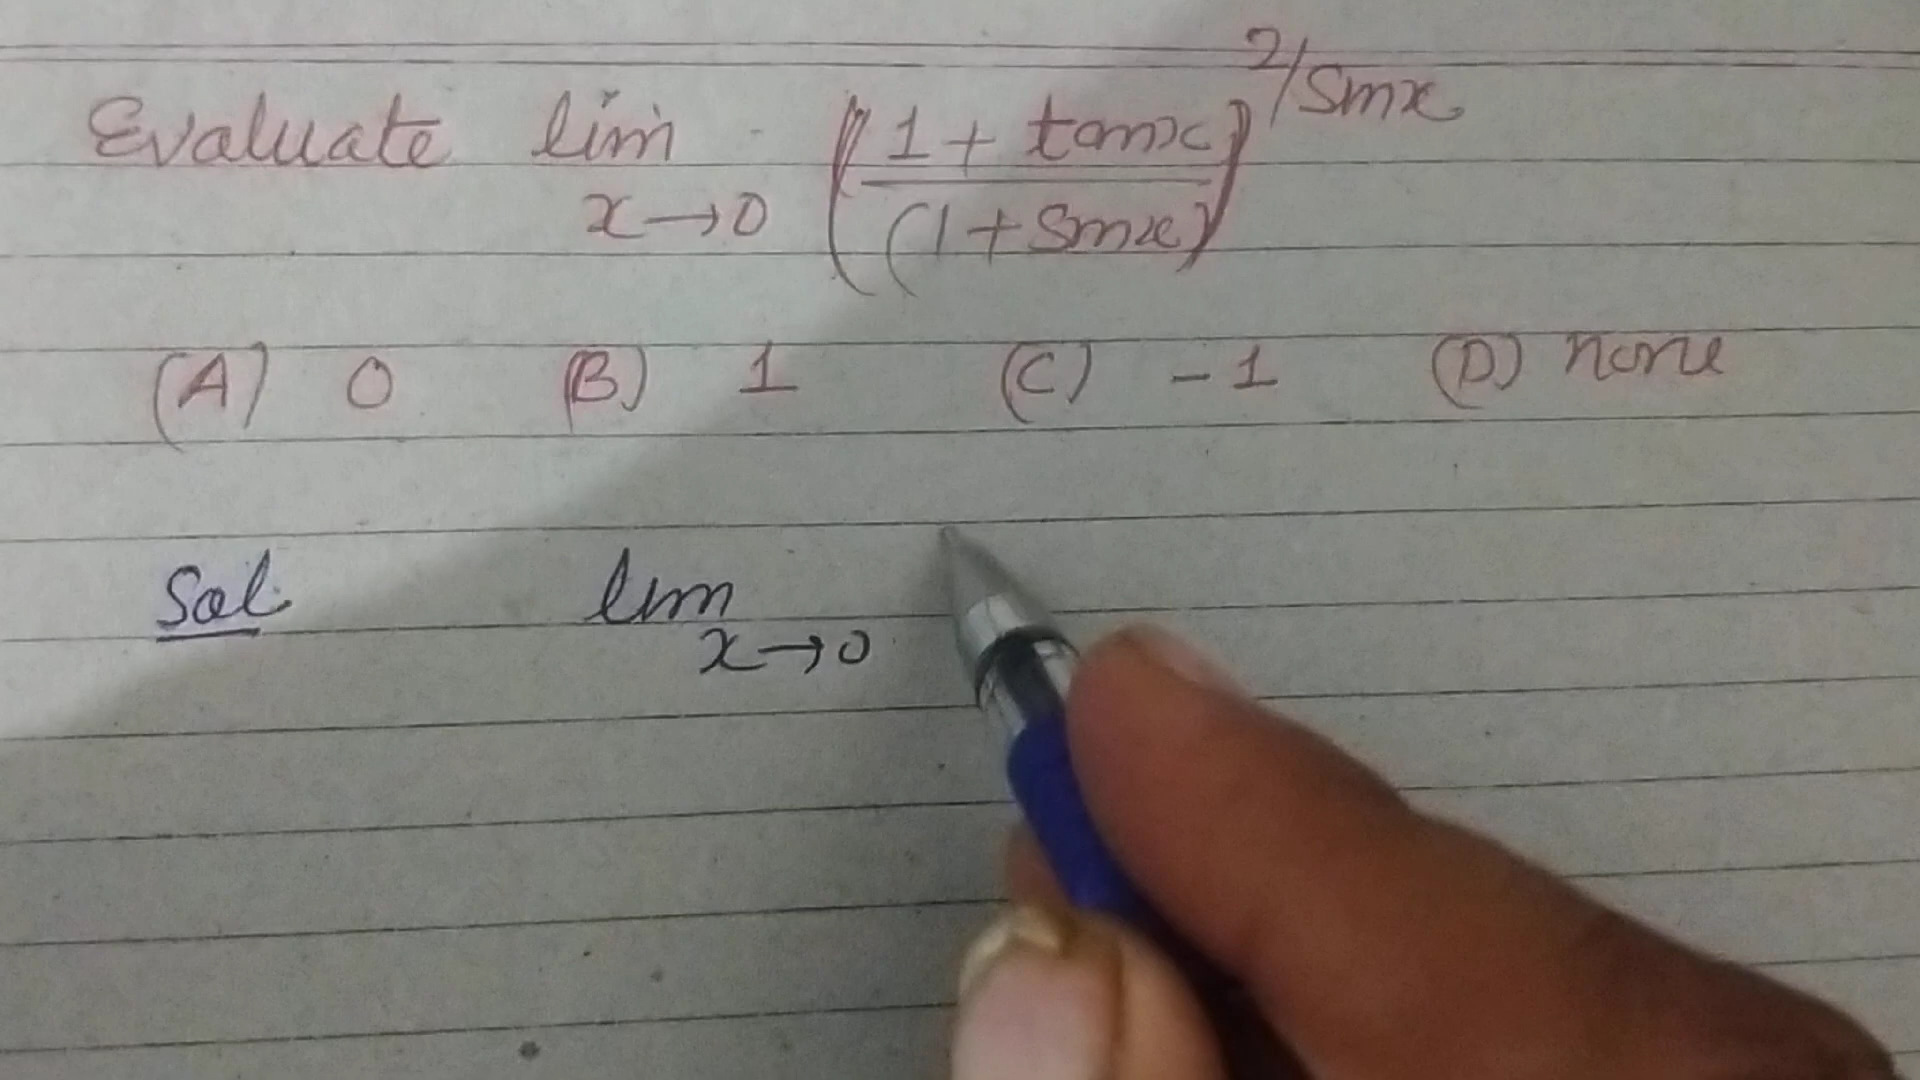 Evaluate lim x→0 ((1 + tanx)/(1 + Sinx))^2/Sinx
(A) 0 (B) 1 (C) -1 (D) none
Sol. lim x→0